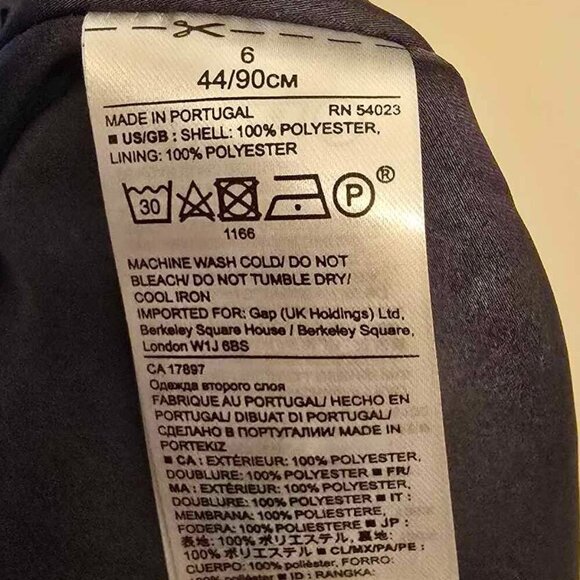 6
44/90CM
MADE IN PORTUGAL RN 54023
■ US/GB : SHELL: 100% POLYESTER,
LINING: 100% POLYESTER
30 P ®
1166
MACHINE WASH COLD/ DO NOT
BLEACH/ DO NOT TUMBLE DRY/
COOL IRON
IMPORTED FOR: Gap (UK Holdings) Ltd,
Berkeley Square House / Berkeley Square,
London W1J 6BS
CA 17897
Одежда второго слоя
FABRIQUE AU PORTUGAL/ HECHO EN
PORTUGAL/ DIBUAT DI PORTUGAL/
СДЕЛАНО В ПОРТУГАЛИИ/ MADE IN
PORTEKIZ
■ CA : EXTÉRIEUR: 100% POLYESTER,
DOUBLURE: 100% POLYESTER ■ FR/
MA : EXTÉRIEUR: 100% POLYESTER,
DOUBLURE: 100% POLYESTER ■ IT :
MEMBRANA: 100% POLIESTERE,
FODERA: 100% POLIESTERE ■ JP :
表地: 100% ポリエステル, 裏地:
100% ポリエステル ■ CL/MX/PA/PE :
CUERPO: 100% poliéster, FORRO:
100% poliéster ■ ID : RANGKA: